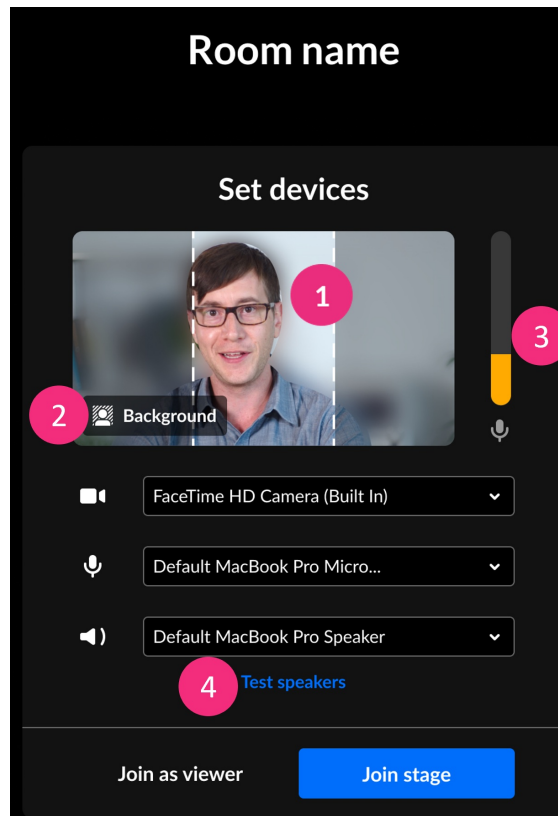 Room name
Set devices
1
3
2
Background
FaceTime HD Camera (Built In)
Default MacBook Pro Micro...
Default MacBook Pro Speaker
4
Test speakers
Join as viewer
Join stage